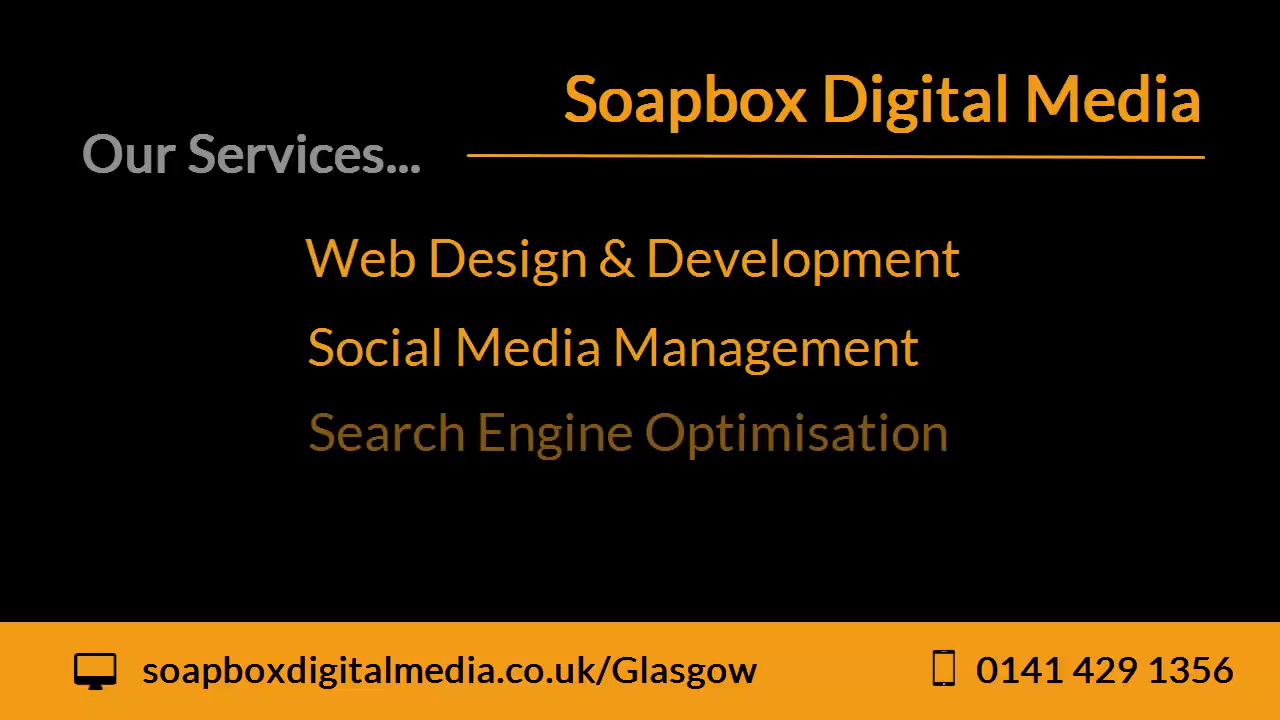 Soapbox Digital Media
Our Services...
Web Design & Development
Social Media Management
Search Engine Optimisation
soapboxdigitalmedia.co.uk/Glasgow
0141 429 1356